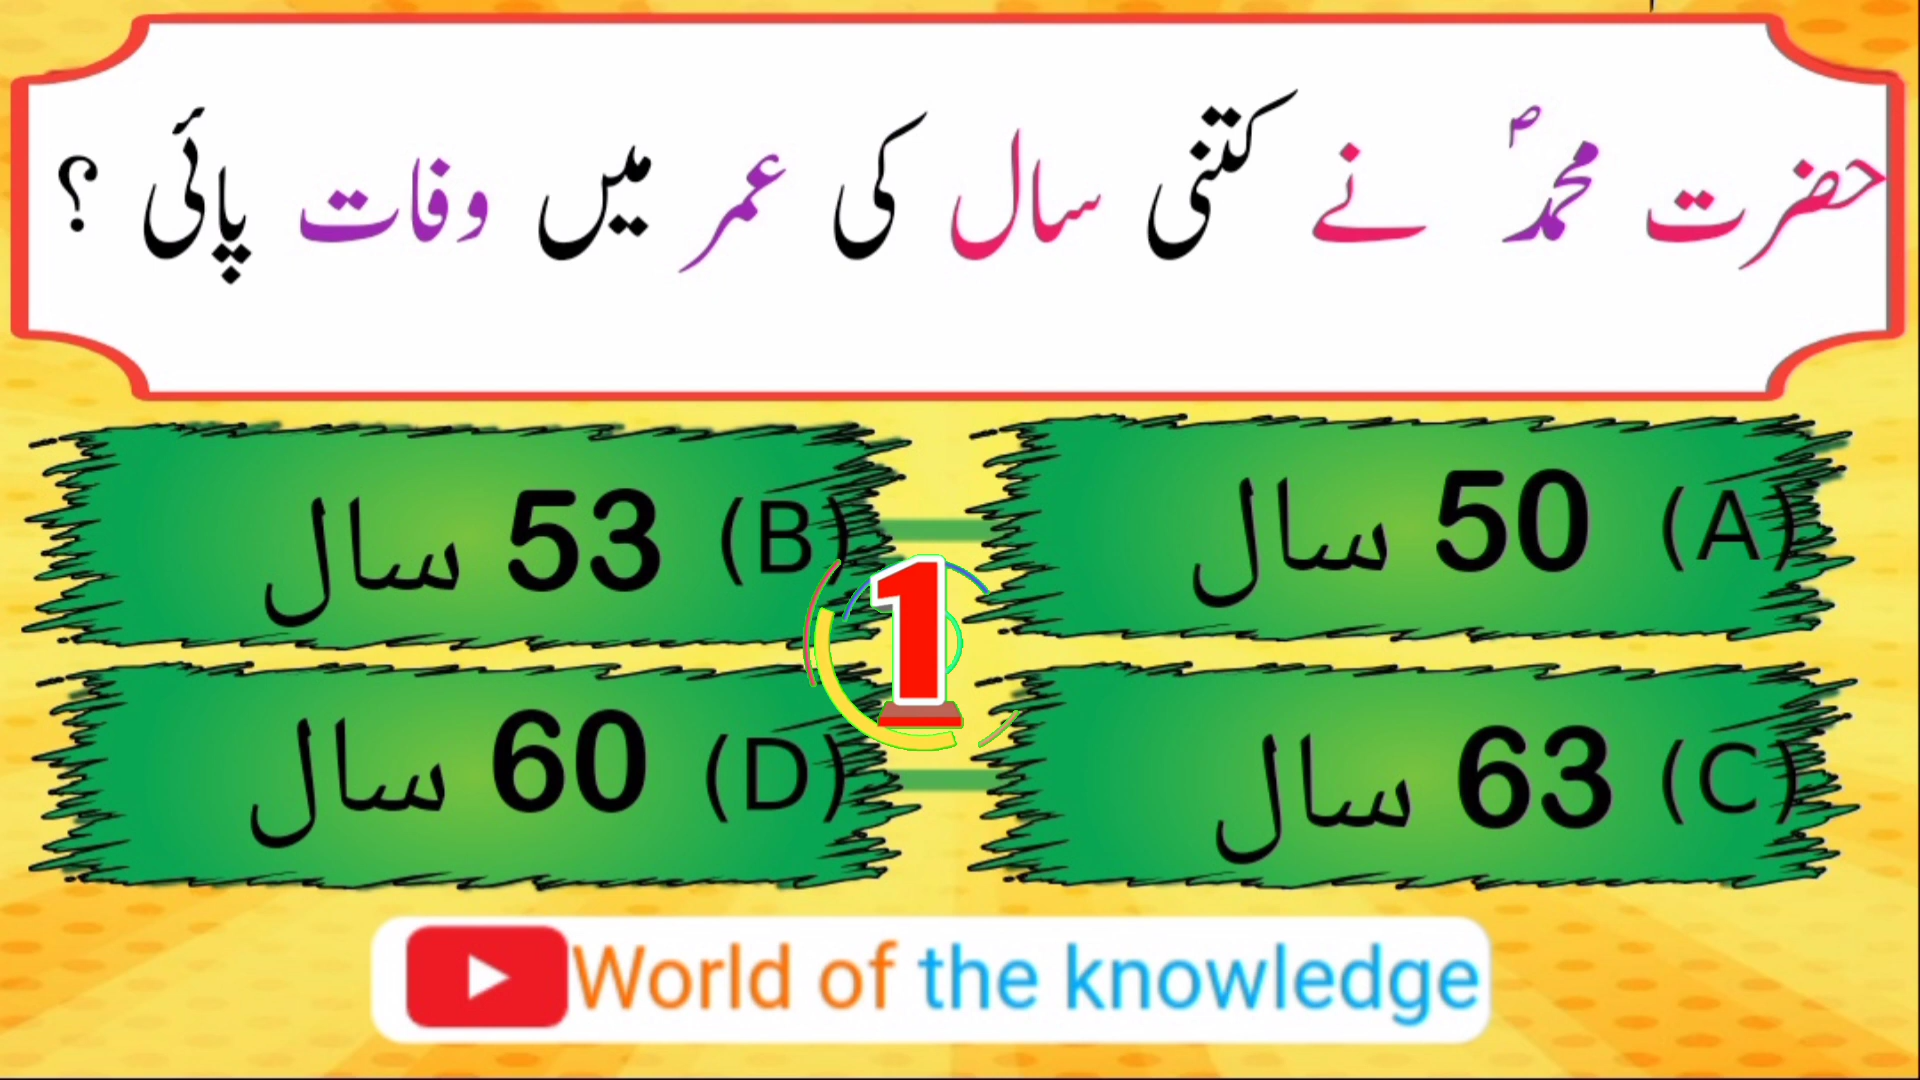 حضرت محمدؐ نے کتنی سال کی عمر میں وفات پائی ؟
(A) 50 سال
(B) 53 سال
1
(C) 63 سال
(D) 60 سال
World of the knowledge